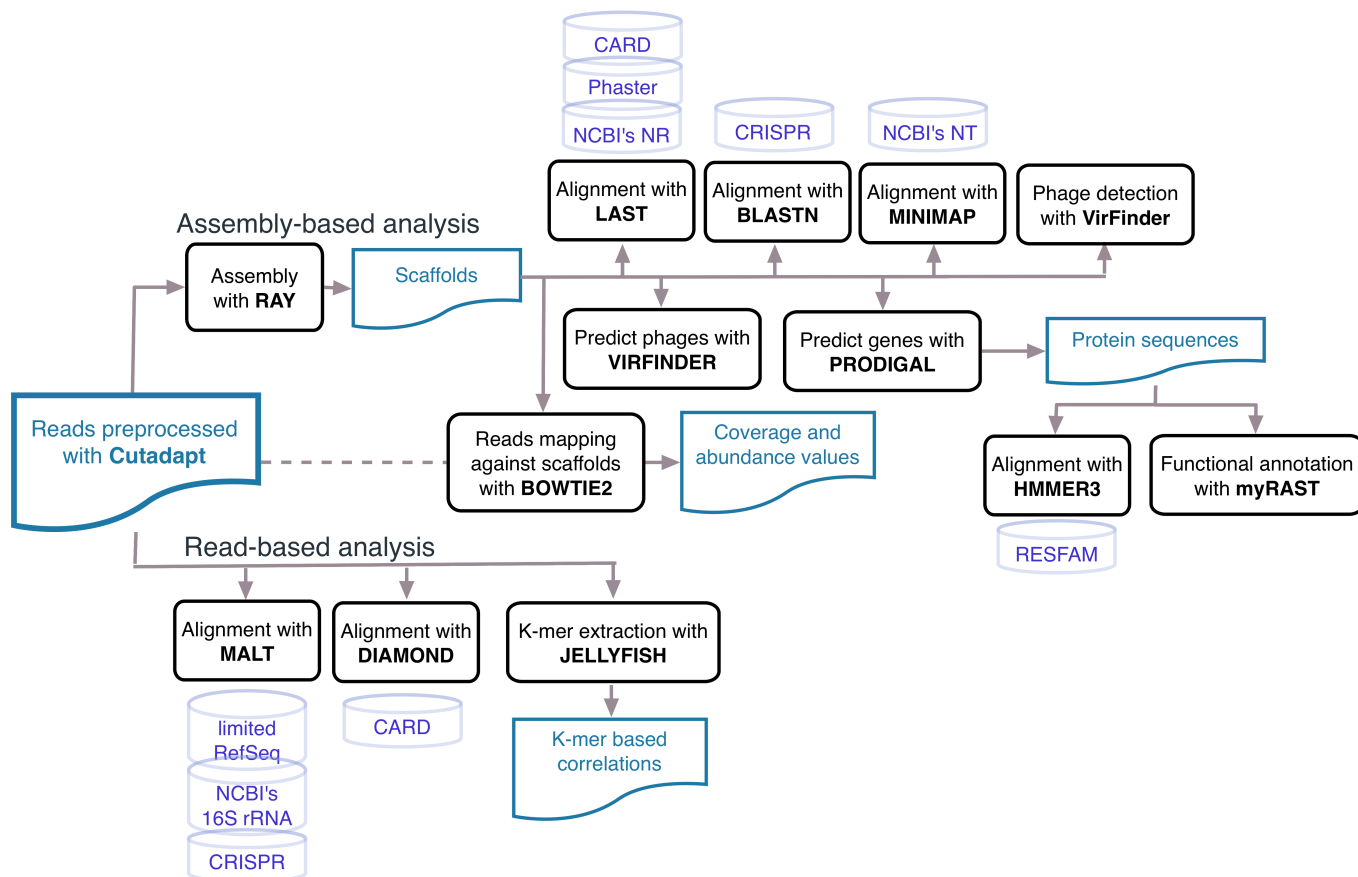 CARD
Phaster
NCBI's NR
CRISPR
NCBI's NT
Alignment with
LAST
Alignment with
BLASTN
Alignment with
MINIMAP
Phage detection
with VirFinder
Assembly-based analysis
Assembly
with RAY
Scaffolds
Predict phages with
VIRFINDER
Predict genes with
PRODIGAL
Protein sequences
Reads preprocessed
with Cutadapt
Reads mapping
against scaffolds
with BOWTIE2
Coverage and
abundance values
Alignment with
HMMER3
Functional annotation
with myRAST
RESFAM
Read-based analysis
Alignment with
MALT
Alignment with
DIAMOND
K-mer extraction with
JELLYFISH
limited
RefSeq
NCBI's
16S rRNA
CRISPR
CARD
K-mer based
correlations